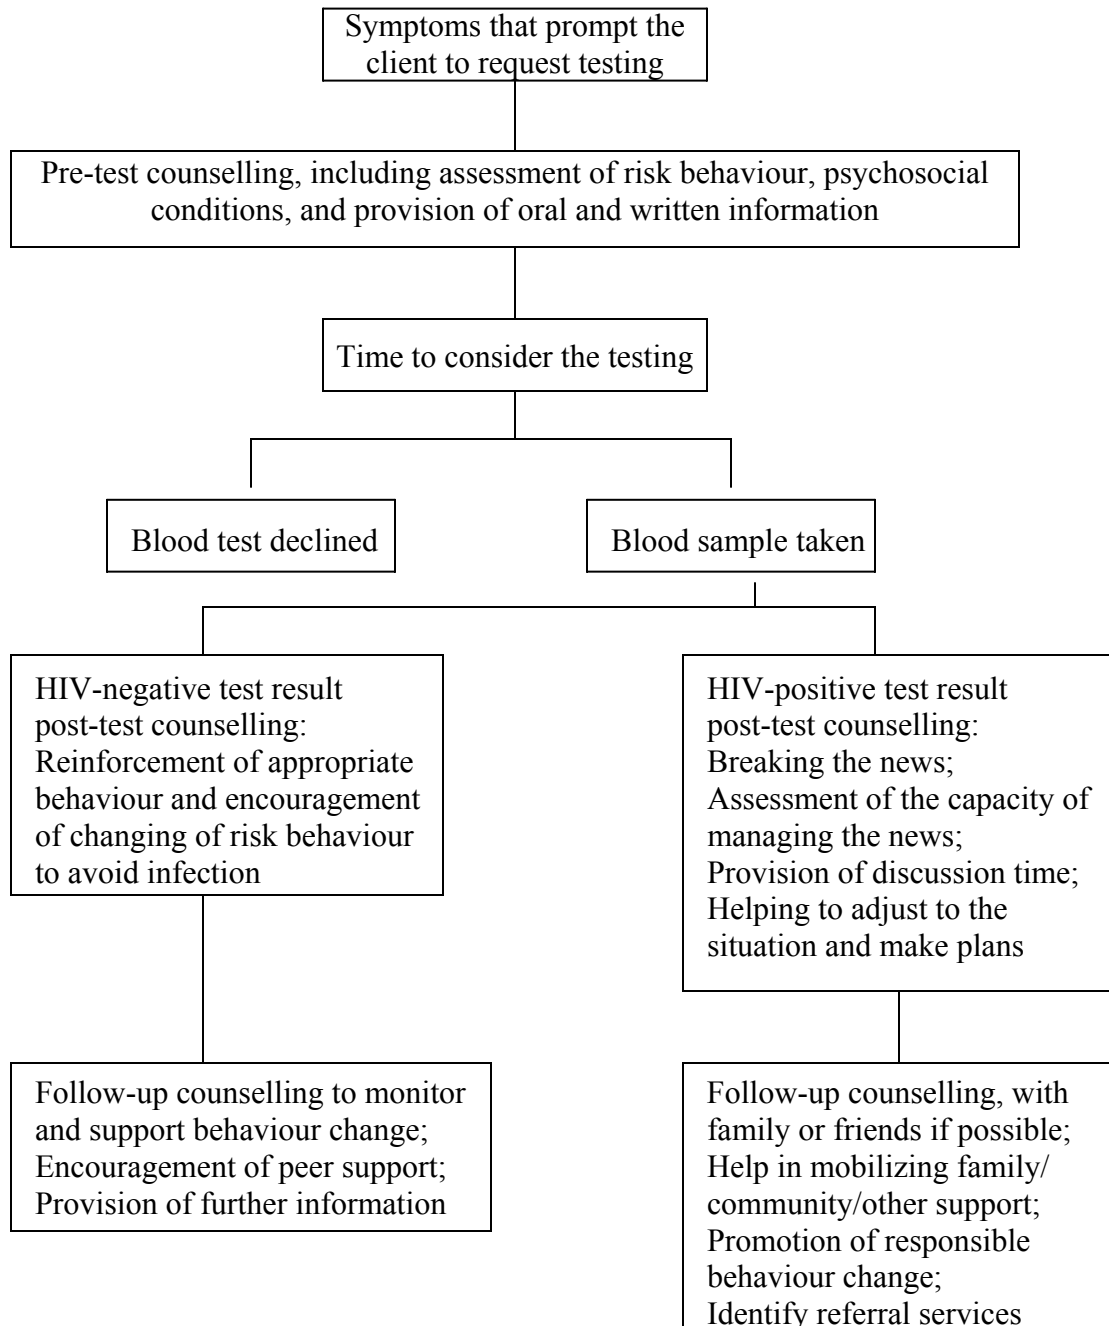 Symptoms that prompt the
client to request testing
Pre-test counselling, including assessment of risk behaviour, psychosocial
conditions, and provision of oral and written information
Time to consider the testing
Blood test declined
Blood sample taken
HIV-negative test result
post-test counselling:
Reinforcement of appropriate
behaviour and encouragement
of changing of risk behaviour
to avoid infection
HIV-positive test result
post-test counselling:
Breaking the news;
Assessment of the capacity of
managing the news;
Provision of discussion time;
Helping to adjust to the
situation and make plans
Follow-up counselling to monitor
and support behaviour change;
Encouragement of peer support;
Provision of further information
Follow-up counselling, with
family or friends if possible;
Help in mobilizing family/
community/other support;
Promotion of responsible
behaviour change;
Identify referral services